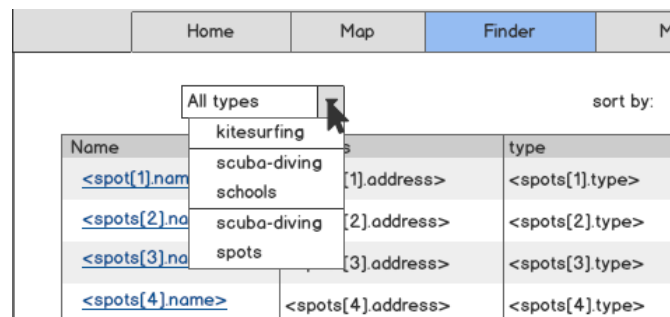 Home Map Finder
All types sort by:
kitesurfing
Name type
scuba-diving
schools
<spot[1].nam [1].address> <spots[1].type>
scuba-diving
spots
<spots[2].na [2].address> <spots[2].type>
<spots[3].na [3].address> <spots[3].type>
<spots[4].name> <spots[4].address> <spots[4].type>